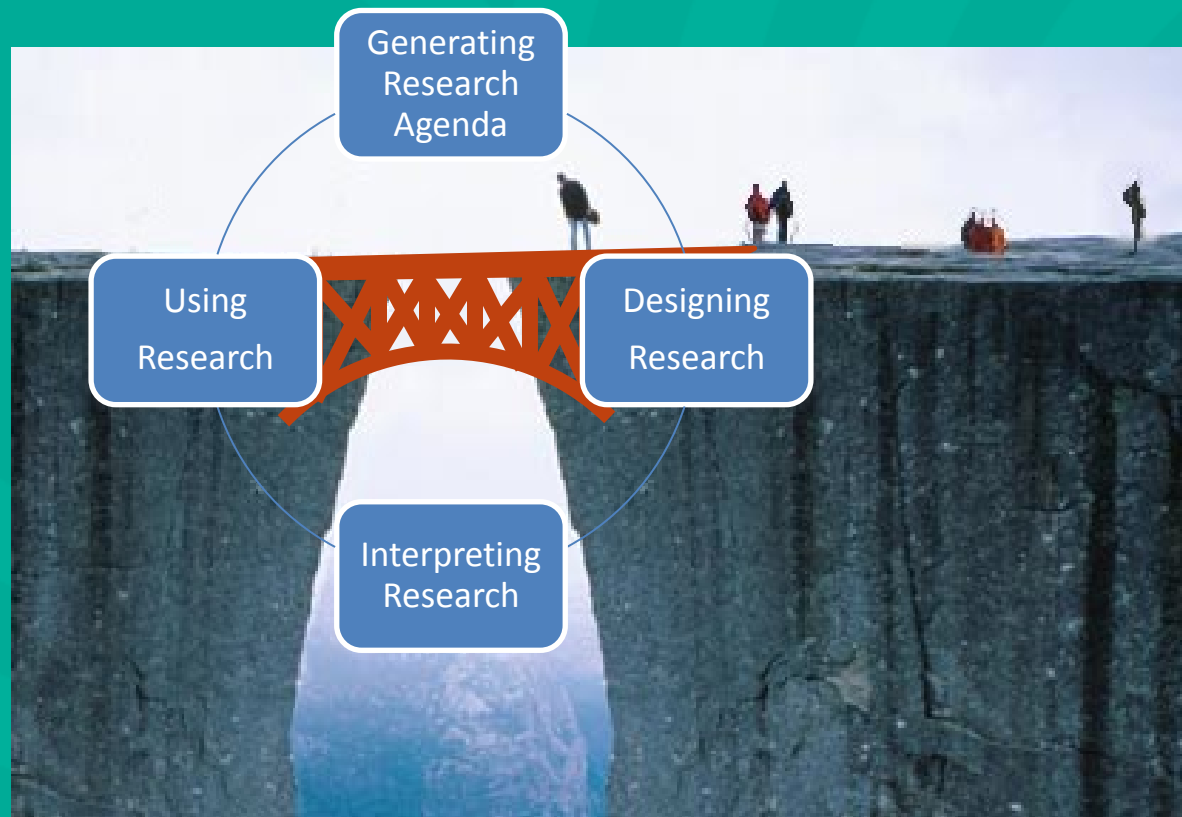 Generating
Research
Agenda
Using
Research
Designing
Research
Interpreting
Research